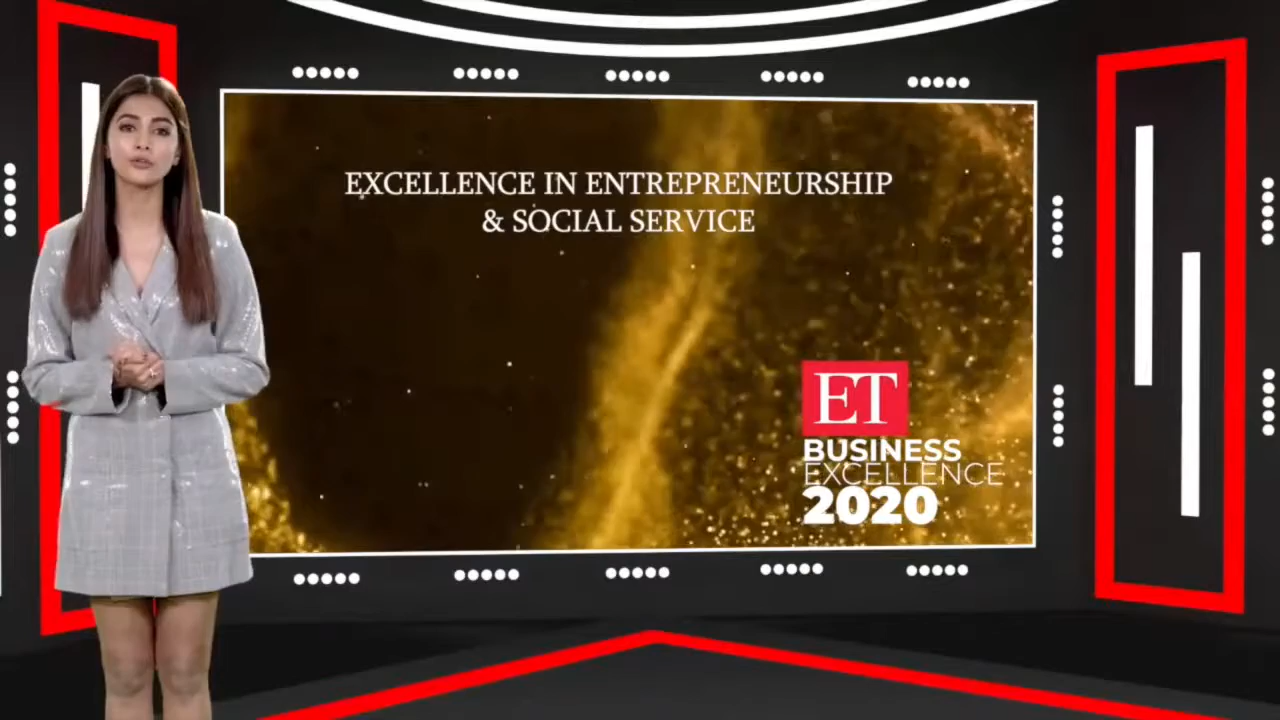 EXCELLENCE IN ENTREPRENEURSHIP
& SOCIAL SERVICE
ET
BUSINESS
EXCELLENCE
2020